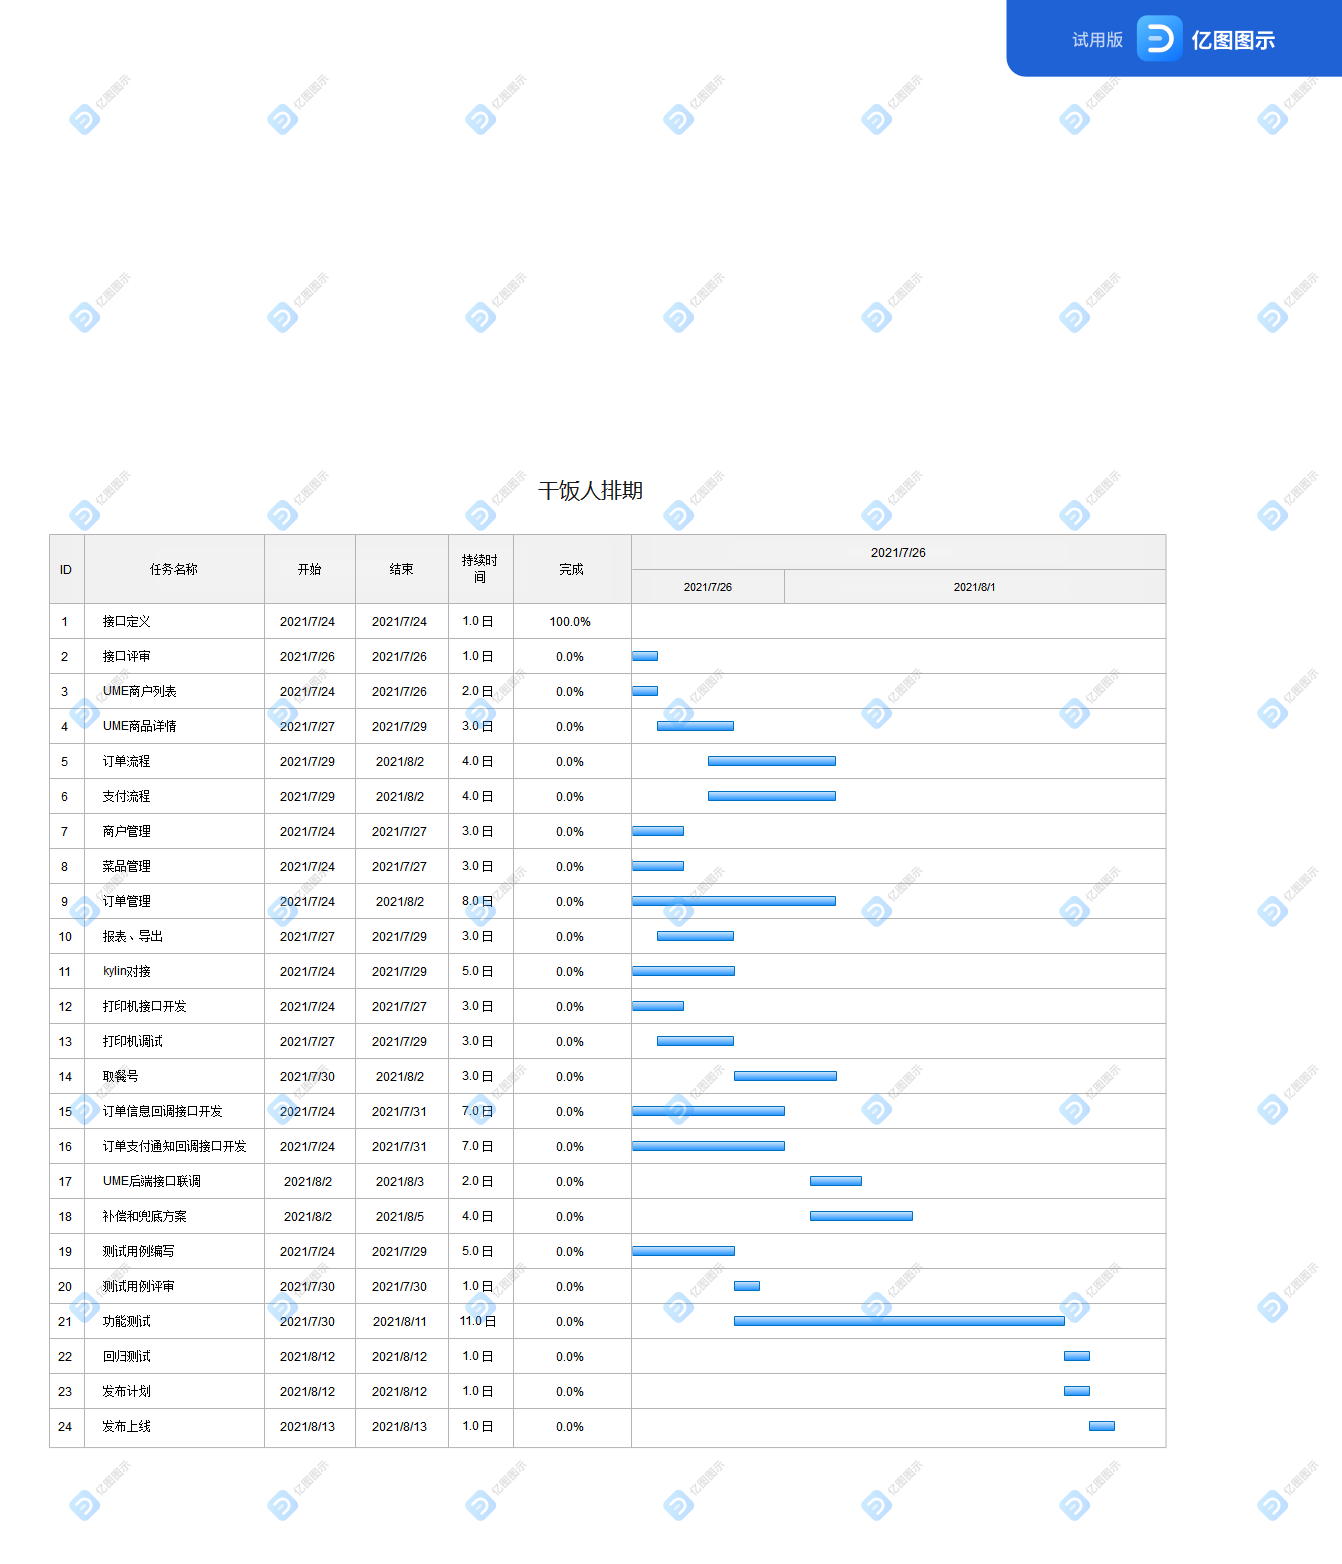 试用版 亿图图示
干饭人排期
ID 任务名称 开始 结束 持续时间 完成 2021/7/26
2021/7/26 2021/8/1
1 接口定义 2021/7/24 2021/7/24 1.0 日 100.0%
2 接口评审 2021/7/26 2021/7/26 1.0 日 0.0%
3 UME商户列表 2021/7/24 2021/7/26 2.0 日 0.0%
4 UME商品详情 2021/7/27 2021/7/29 3.0 日 0.0%
5 订单流程 2021/7/29 2021/8/2 4.0 日 0.0%
6 支付流程 2021/7/29 2021/8/2 4.0 日 0.0%
7 商户管理 2021/7/24 2021/7/27 3.0 日 0.0%
8 菜品管理 2021/7/24 2021/7/27 3.0 日 0.0%
9 订单管理 2021/7/24 2021/8/2 8.0 日 0.0%
10 报表、导出 2021/7/27 2021/7/29 3.0 日 0.0%
11 kylin对接 2021/7/24 2021/7/29 5.0 日 0.0%
12 打印机接口开发 2021/7/24 2021/7/27 3.0 日 0.0%
13 打印机调试 2021/7/27 2021/7/29 3.0 日 0.0%
14 取餐号 2021/7/30 2021/8/2 3.0 日 0.0%
15 订单信息回调接口开发 2021/7/24 2021/7/31 7.0 日 0.0%
16 订单支付通知回调接口开发 2021/7/24 2021/7/31 7.0 日 0.0%
17 UME后端接口联调 2021/8/2 2021/8/3 2.0 日 0.0%
18 补偿和兜底方案 2021/8/2 2021/8/5 4.0 日 0.0%
19 测试用例编写 2021/7/24 2021/7/29 5.0 日 0.0%
20 测试用例评审 2021/7/30 2021/7/30 1.0 日 0.0%
21 功能测试 2021/7/30 2021/8/11 11.0 日 0.0%
22 回归测试 2021/8/12 2021/8/12 1.0 日 0.0%
23 发布计划 2021/8/12 2021/8/12 1.0 日 0.0%
24 发布上线 2021/8/13 2021/8/13 1.0 日 0.0%